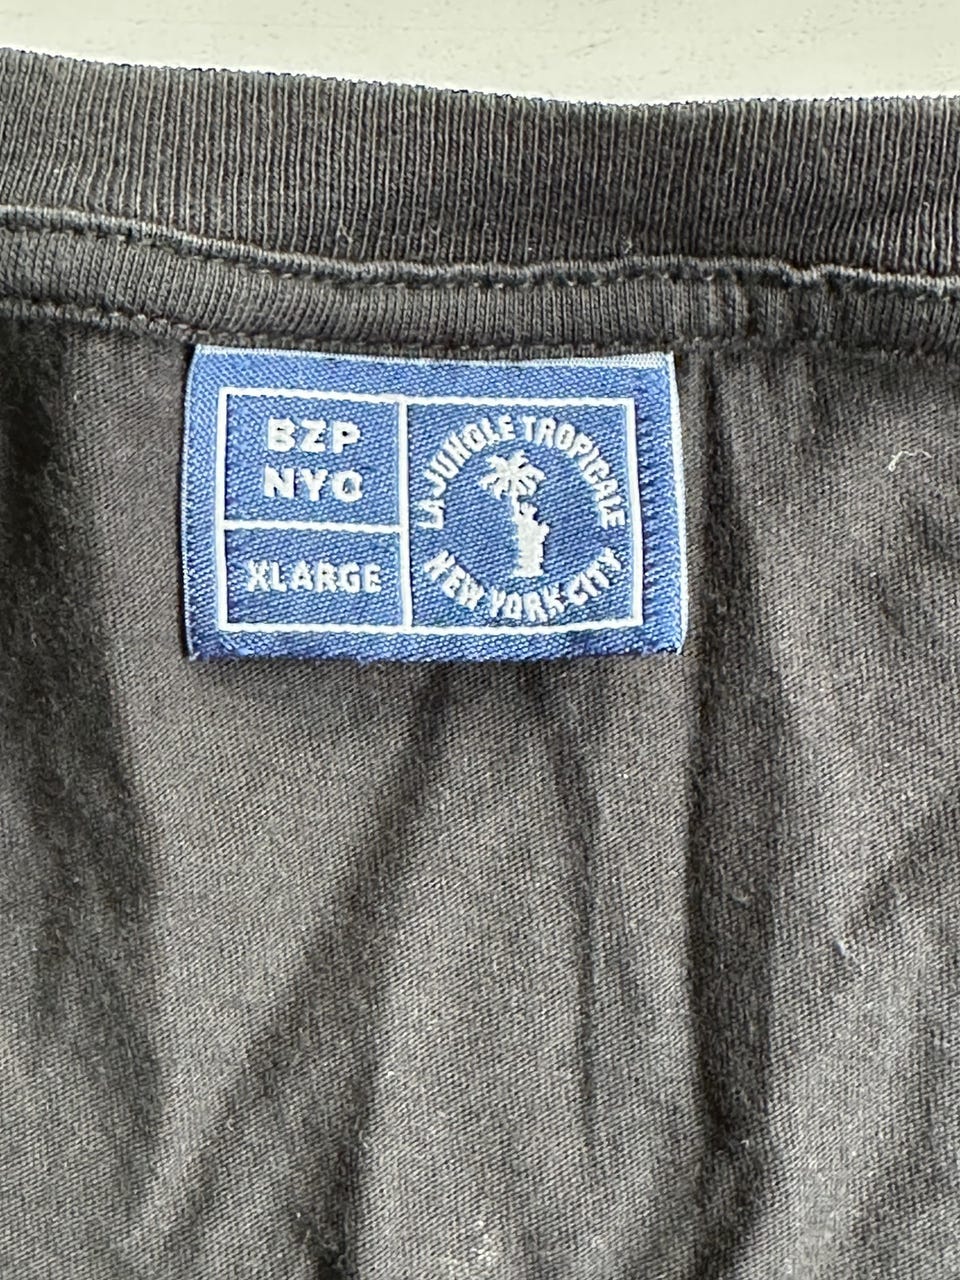 BZP
NYC
XLARGE
LA JUNGLE TROPICALE
NEW YORK CITY